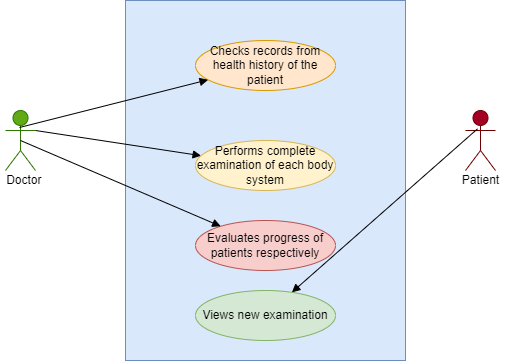 Checks records from
health history of the
patient
Doctor
Performs complete
examination of each body
system
Patient
Evaluates progress of
patients respectively
Views new examination